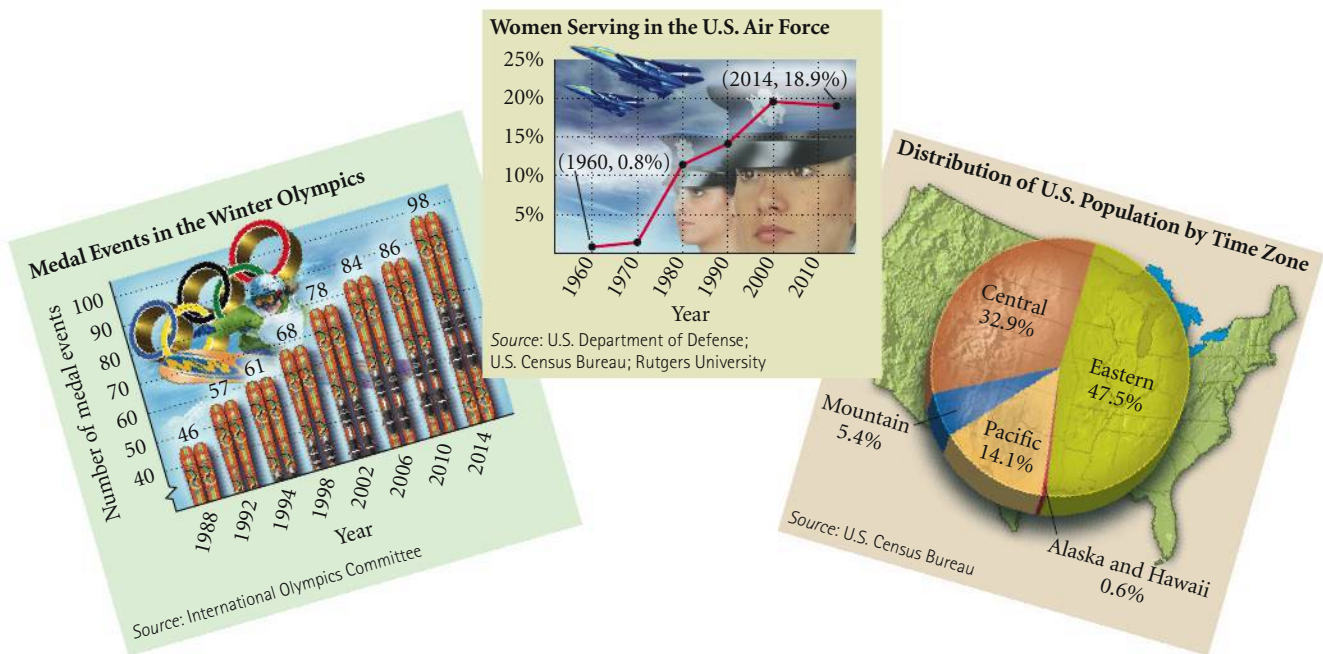 Medal Events in the Winter Olympics
Number of medal events
100
90
80
70
60
50
40
46
57
61
68
78
84
86
98
1988
1992
1994
1998
2002
2006
2010
2014
Year
Source: International Olympics Committee
Women Serving in the U.S. Air Force
25%
20%
15%
10%
5%
(1960, 0.8%)
(2014, 18.9%)
1960
1970
1980
1990
2000
2010
Year
Source: U.S. Department of Defense;
U.S. Census Bureau; Rutgers University
Distribution of U.S. Population by Time Zone
Central
32.9%
Eastern
47.5%
Mountain
5.4%
Pacific
14.1%
Alaska and Hawaii
0.6%
Source: U.S. Census Bureau